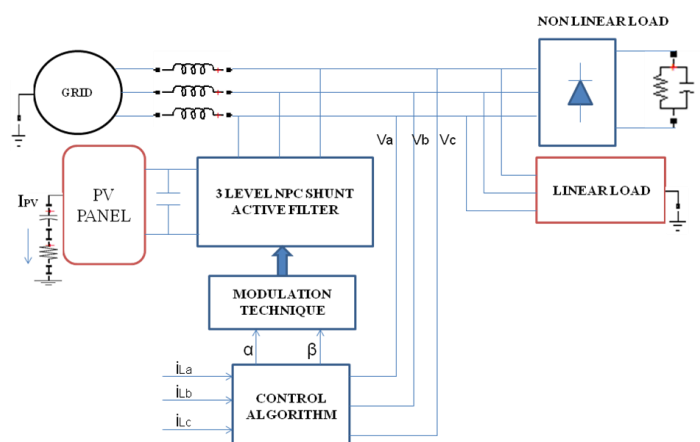 NON LINEAR LOAD
GRID
Va Vb Vc
IPV
PV
PANEL
3 LEVEL NPC SHUNT
ACTIVE FILTER
LINEAR LOAD
MODULATION
TECHNIQUE
α β
iLa
iLb
iLc
CONTROL
ALGORITHM